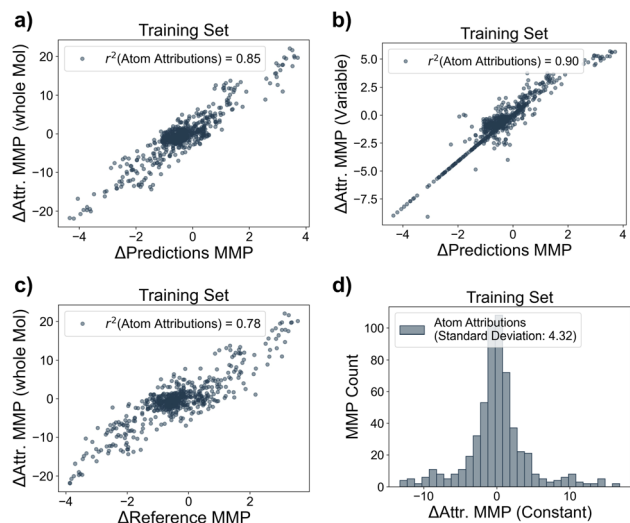 a)
Training Set
r²(Atom Attributions) = 0.85
ΔAttr. MMP (whole Mol)
20
10
0
−10
−20
−4
−2
0
2
4
ΔPredictions MMP
b)
Training Set
r²(Atom Attributions) = 0.90
ΔAttr. MMP (Variable)
5.0
2.5
0.0
−2.5
−5.0
−7.5
−4
−2
0
2
4
ΔPredictions MMP
c)
Training Set
r²(Atom Attributions) = 0.78
ΔAttr. MMP (whole Mol)
20
10
0
−10
−20
−4
−2
0
2
ΔReference MMP
d)
Training Set
Atom Attributions
(Standard Deviation: 4.32)
MMP Count
100
80
60
40
20
0
−10
0
10
ΔAttr. MMP (Constant)